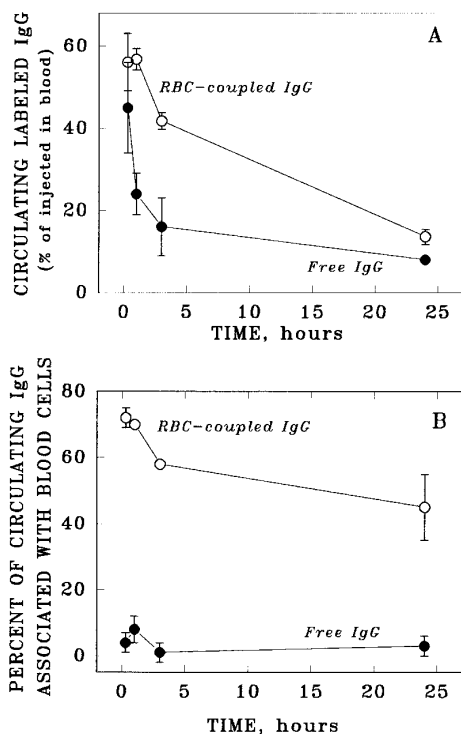 A
CIRCULATING LABELED IgG
(% of injected in blood)
60
40
20
0
RBC-coupled IgG
Free IgG
0 5 10 15 20 25
TIME, hours
B
PERCENT OF CIRCULATING IgG
ASSOCIATED WITH BLOOD CELLS
80
60
40
20
0
RBC-coupled IgG
Free IgG
0 5 10 15 20 25
TIME, hours